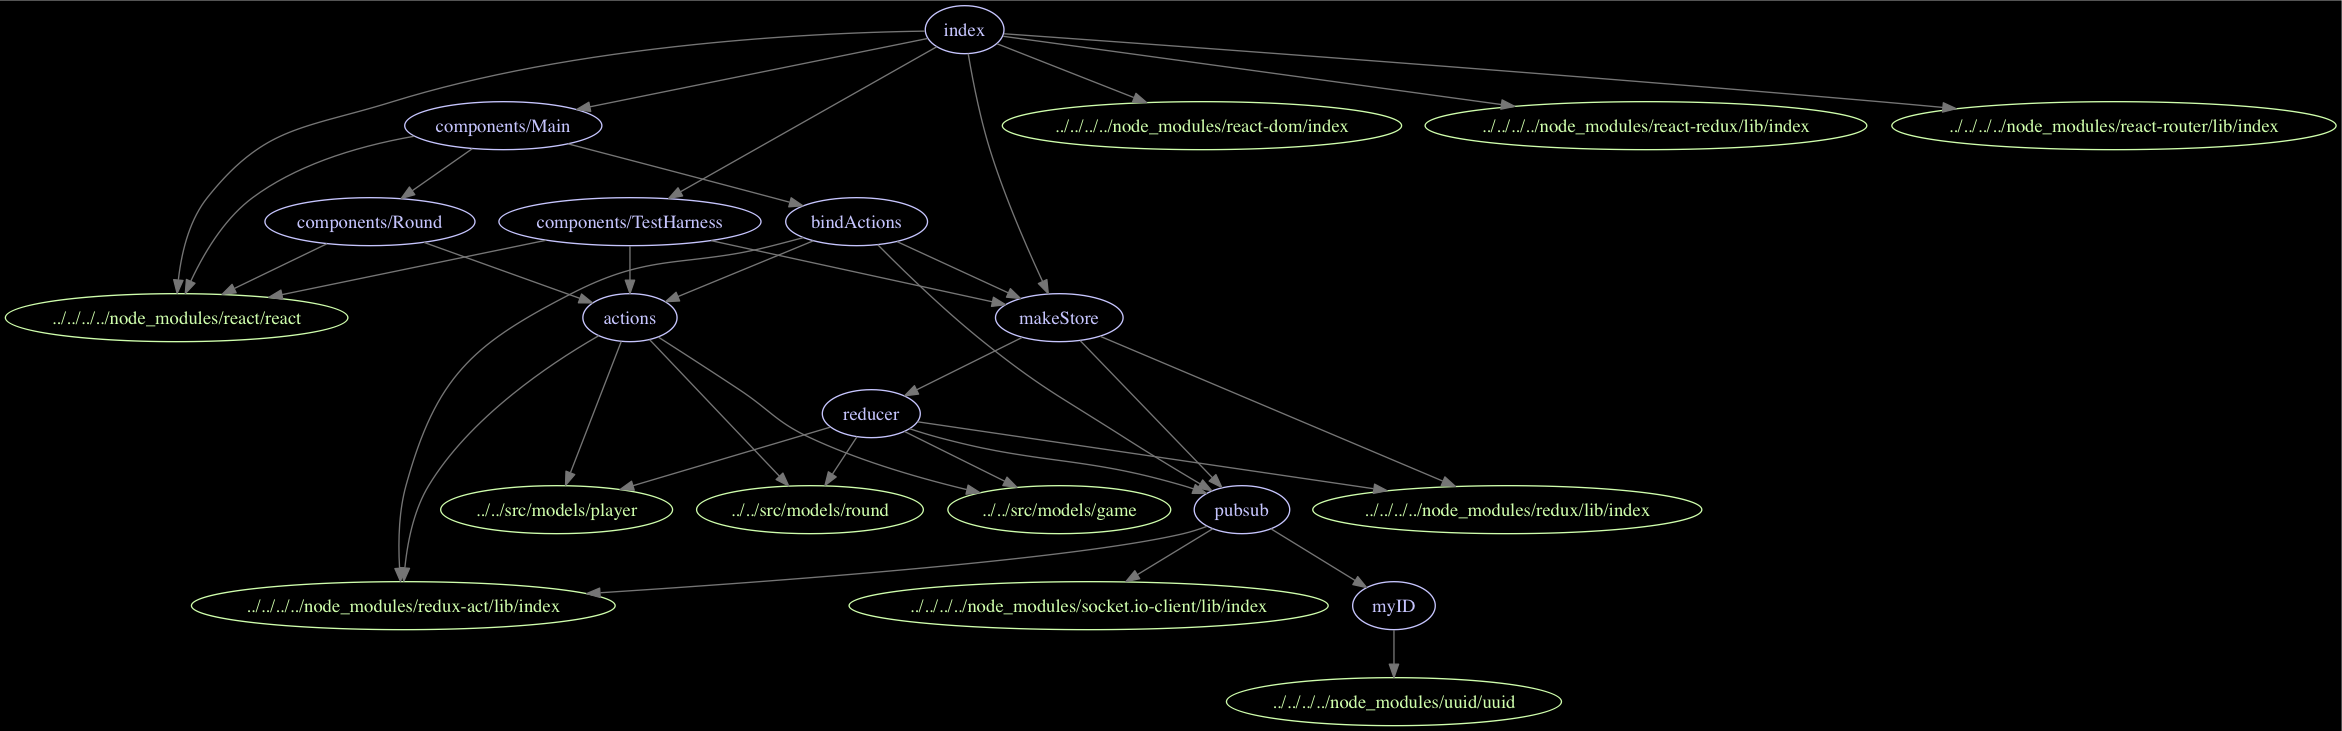 index
components/Main
../../../../node_modules/react-dom/index
../../../../node_modules/react-redux/lib/index
../../../../node_modules/react-router/lib/index
components/Round
components/TestHarness
bindActions
../../../../node_modules/react/react
actions
makeStore
reducer
../../src/models/player
../../src/models/round
../../src/models/game
pubsub
../../../../node_modules/redux/lib/index
../../../../node_modules/redux-act/lib/index
../../../../node_modules/socket.io-client/lib/index
myID
../../../../node_modules/uuid/uuid